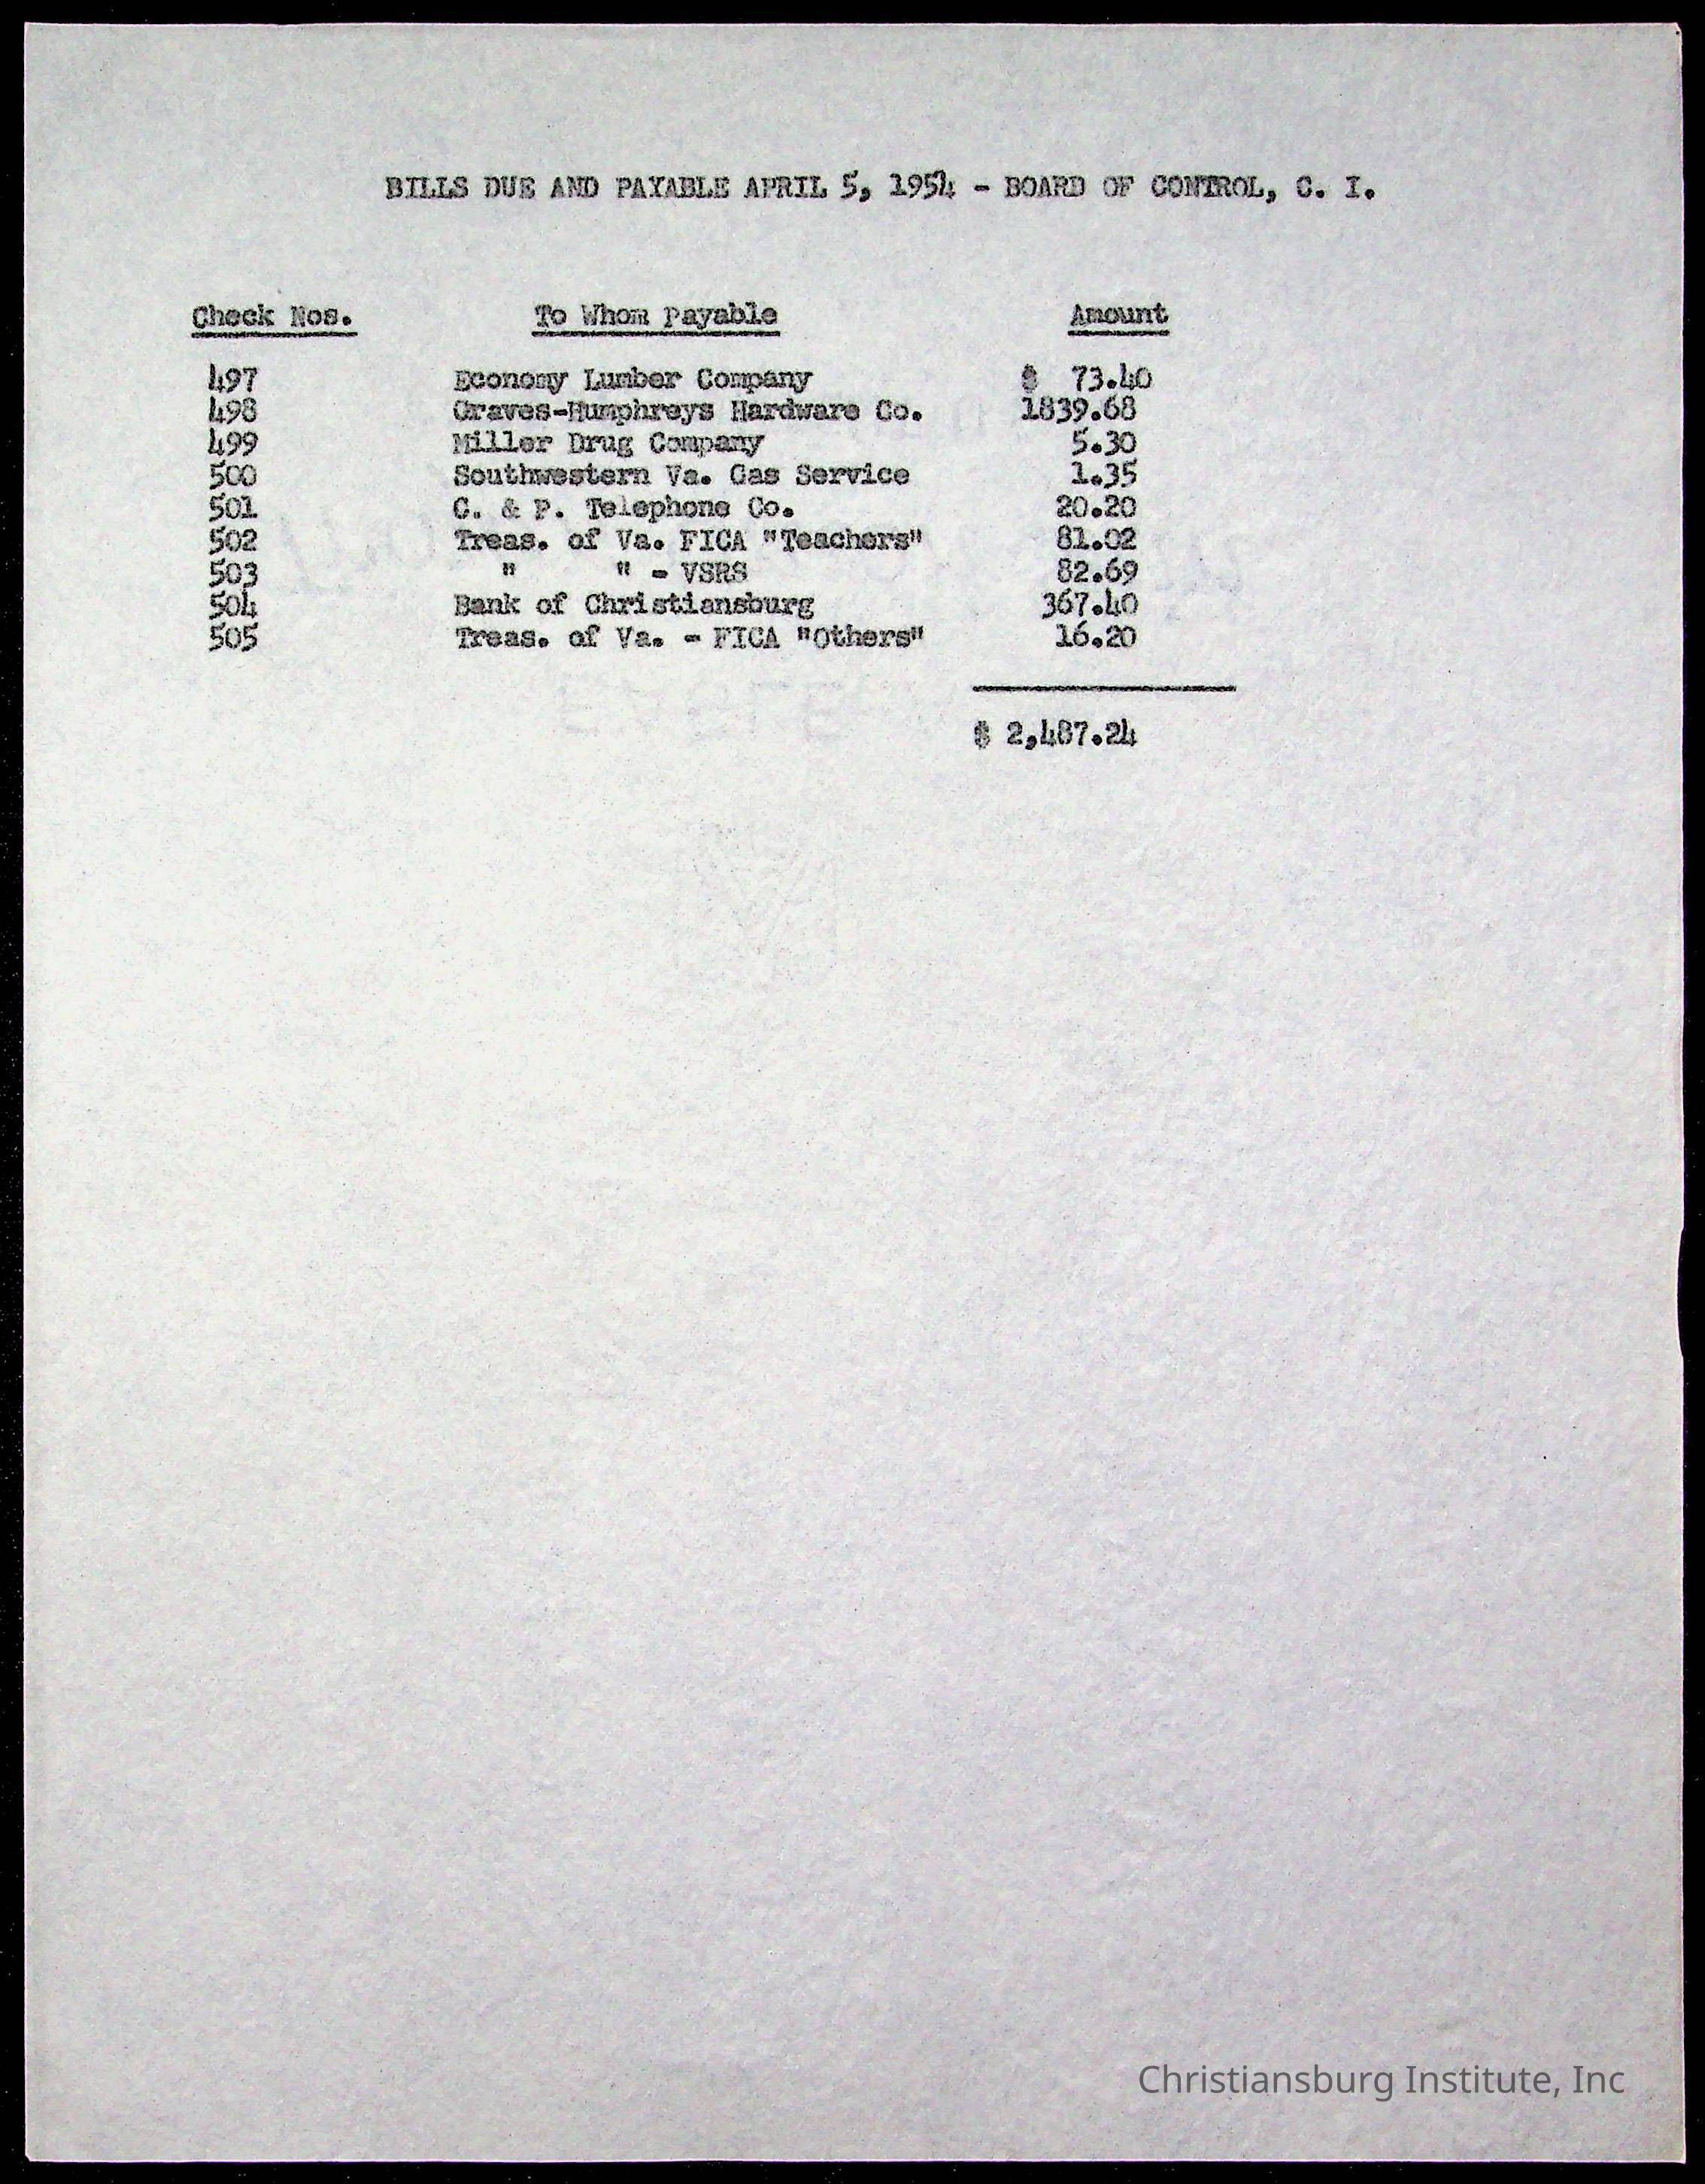 BILLS DUE AND PAYABLE APRIL 5, 1954 - BOARD OF CONTROL, C. I.
Check Nos. To Whom Payable Amount
497 Economy Lumber Company $ 73.40
498 Graves-Humphreys Hardware Co. 1839.68
499 Miller Drug Company 5.30
500 Southwestern Va. Gas Service 1.35
501 C. & P. Telephone Co. 20.20
502 Treas. of Va. FICA "Teachers" 81.02
503 " " - VSRS 82.69
504 Bank of Christiansburg 367.40
505 Treas. of Va. - FICA "Others" 16.20
$ 2,487.24
Christiansburg Institute, Inc